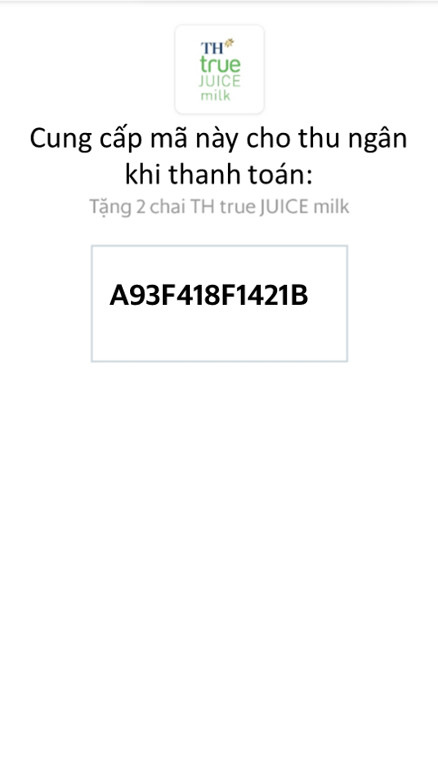 TH
true
JUICE
milk
Cung cấp mã này cho thu ngân
khi thanh toán:
Tặng 2 chai TH true JUICE milk
A93F418F1421B